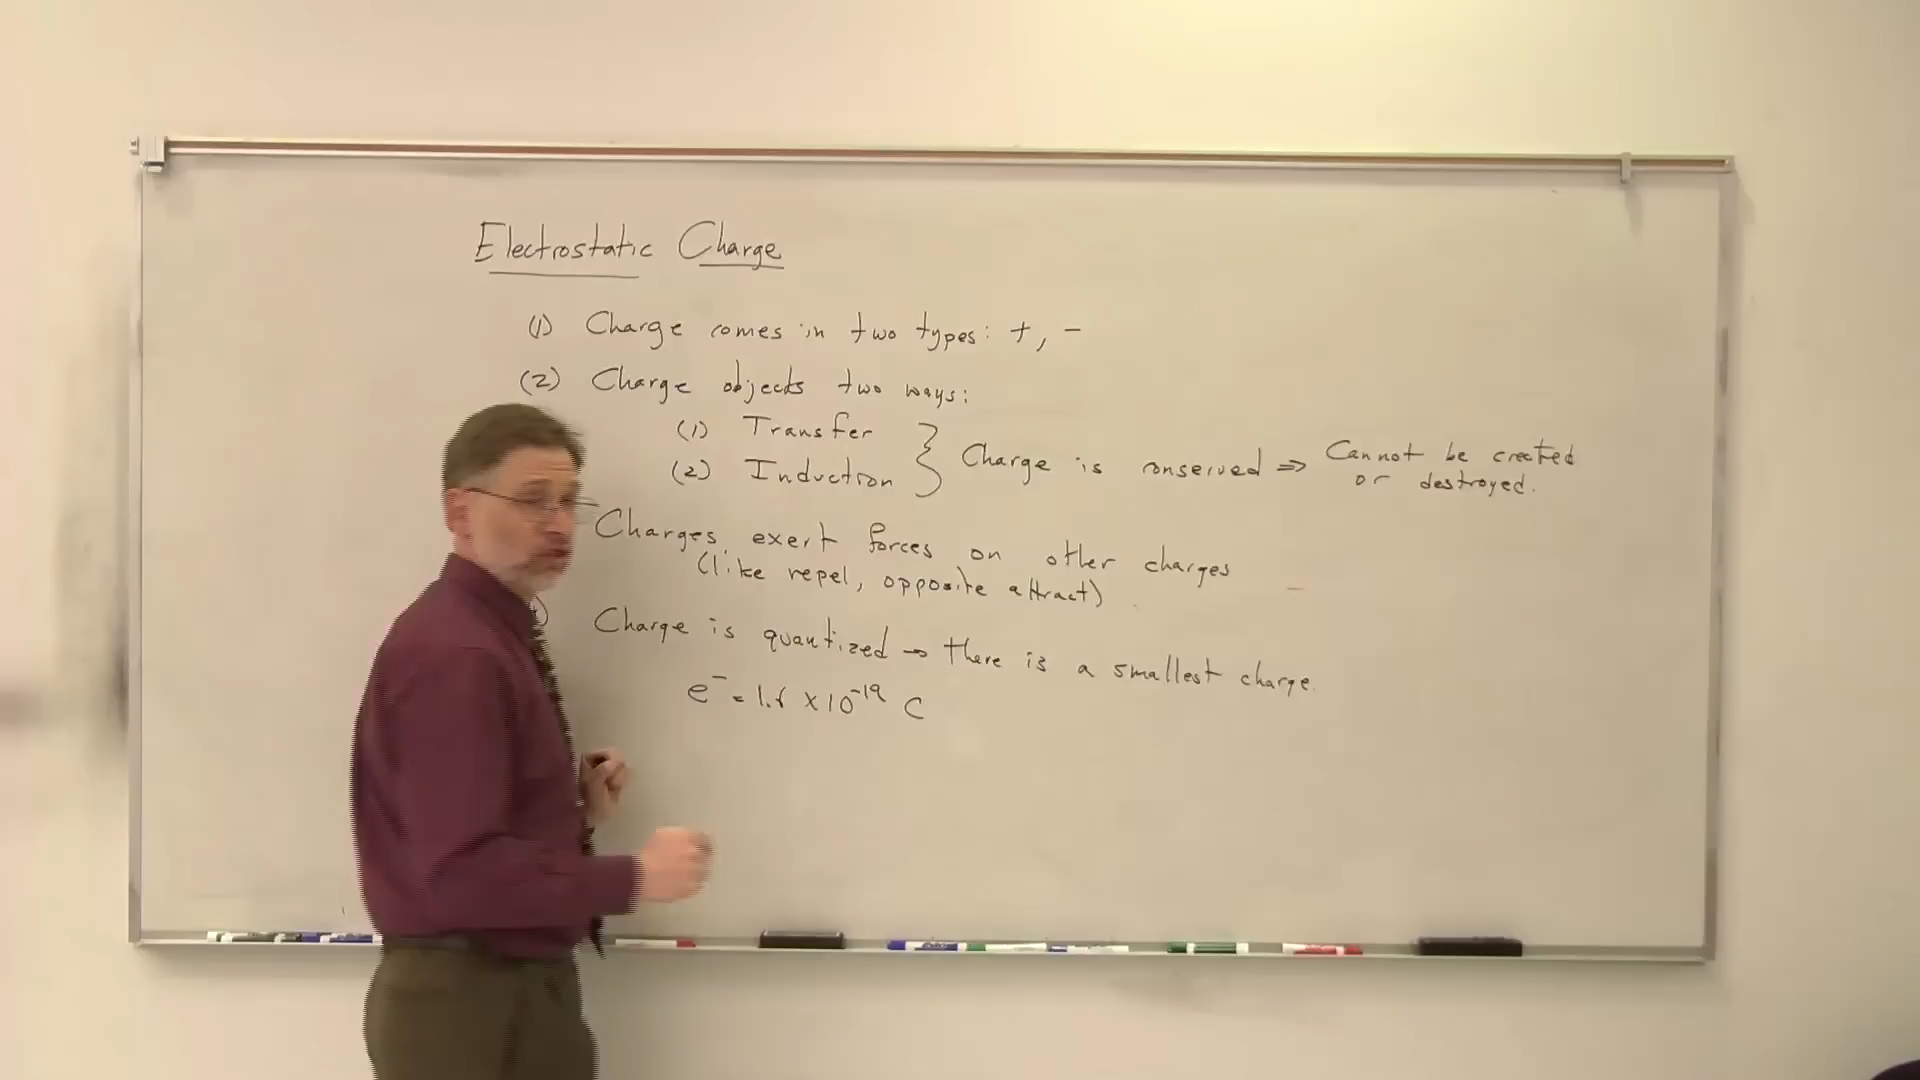 Electrostatic Charge
(1) Charge comes in two types: +, -
(2) Charge objects two ways:
(1) Transfer
(2) Induction
} Charge is conserved ⇒ Cannot be created
or destroyed.
Charges exert forces on other charges
(like repel, opposite attract)
Charge is quantized → there is a smallest charge.
e⁻ = 1.6 × 10⁻¹⁹ C